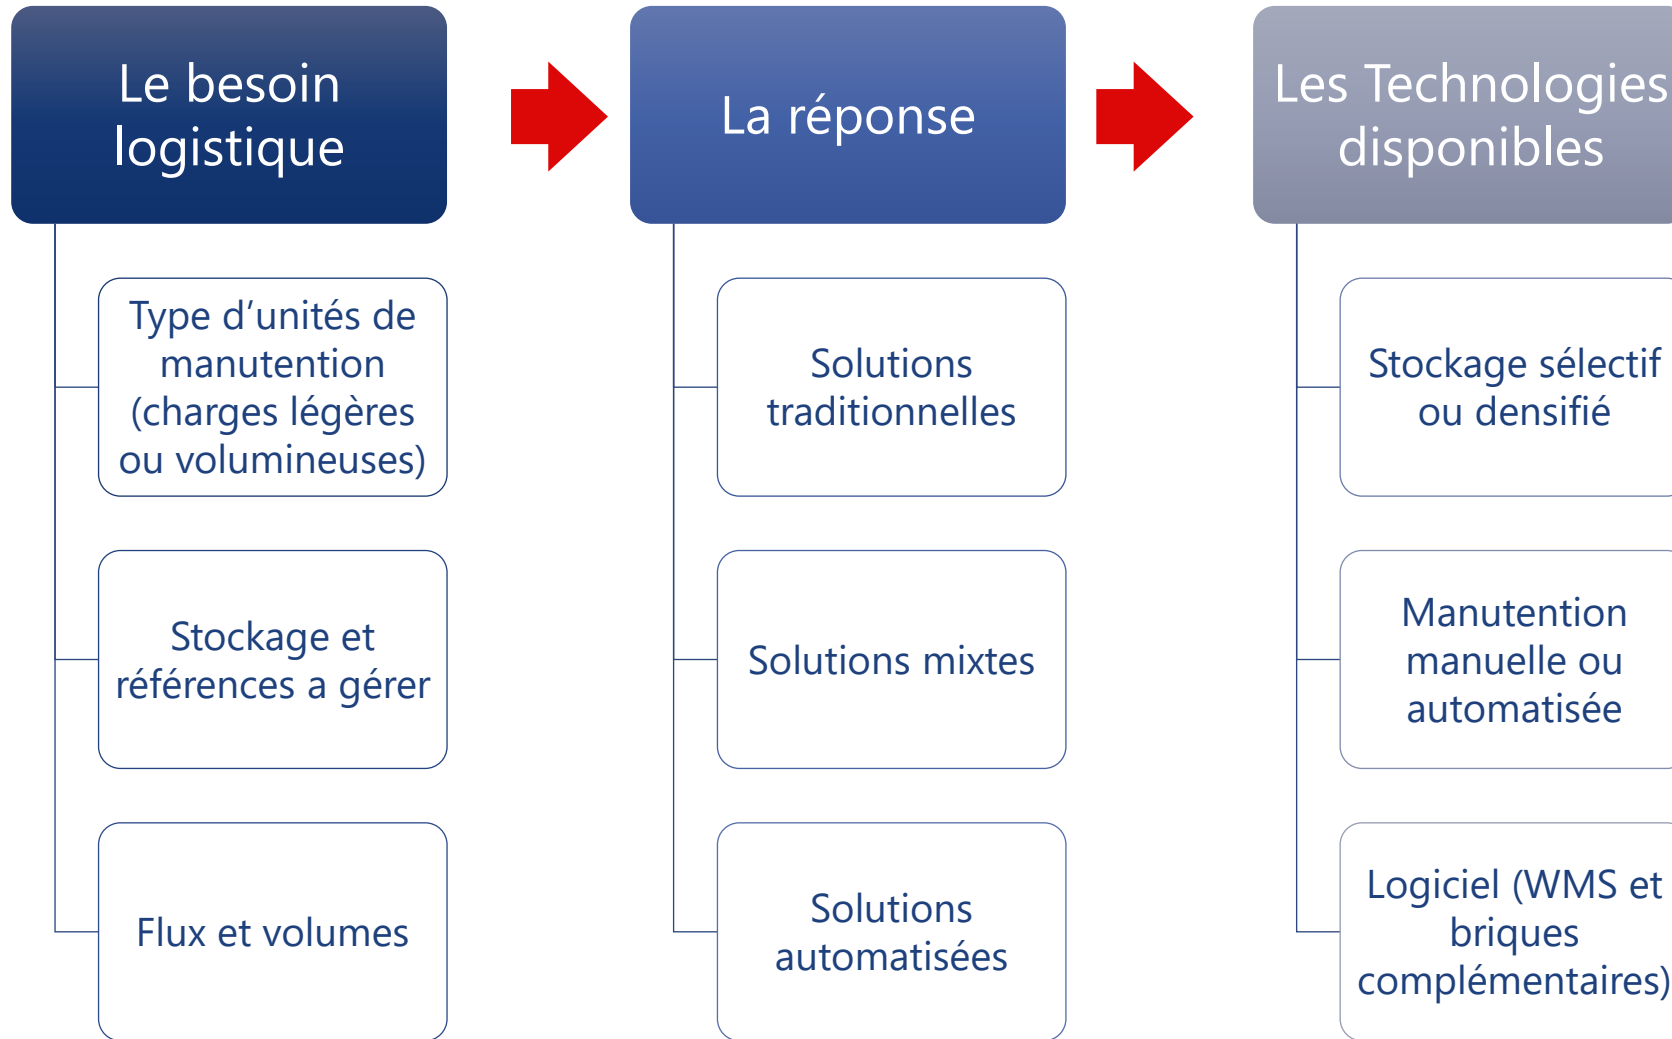 Le besoin
logistique
Type d’unités de
manutention
(charges légères
ou volumineuses)
Stockage et
références a gérer
Flux et volumes
La réponse
Solutions
traditionnelles
Solutions mixtes
Solutions
automatisées
Les Technologies
disponibles
Stockage sélectif
ou densifié
Manutention
manuelle ou
automatisée
Logiciel (WMS et
briques
complémentaires)